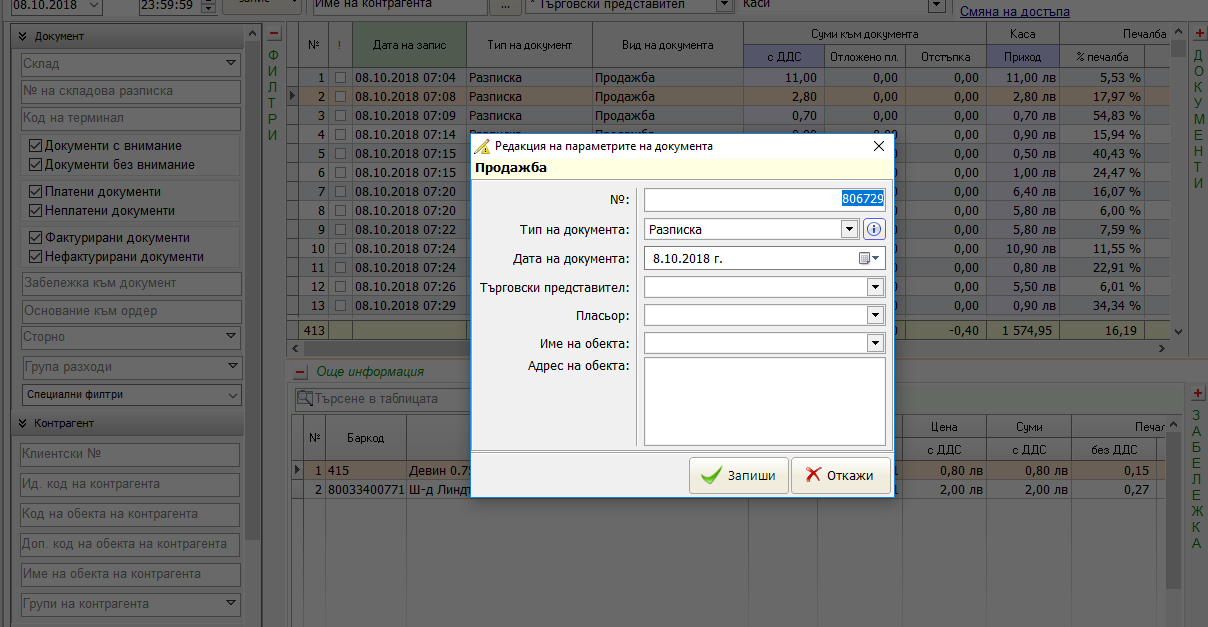 08.10.2018 23:59:59 запис Име на контрагента ... * Търговски представител Каси Смяна на достъпа
Документ
Склад
№ на складова разписка
Код на терминал
Документи с внимание
Документи без внимание
Платени документи
Неплатени документи
Фактурирани документи
Нефактурирани документи
Забележка към документ
Основание към ордер
Сторно
Група разходи
Специални филтри
Контрагент
Клиентски №
Ид. код на контрагента
Код на обекта на контрагента
Доп. код на обекта на контрагента
Име на обекта на контрагента
Групи на контрагента
ФИЛТРИ
№ ! Дата на запис Тип на документ Вид на документа Суми към документа Каса Печалба
с ДДС Отложено пл. Отстъпка Приход % печалба
1 08.10.2018 07:04 Разписка Продажба 11,00 0,00 0,00 11,00 лв 5,53 %
2 08.10.2018 07:08 Разписка Продажба 2,80 0,00 0,00 2,80 лв 17,97 %
3 08.10.2018 07:09 Разписка Продажба 0,70 0,00 0,00 0,70 лв 54,83 %
4 08.10.2018 07:14 0,00 0,90 лв 15,94 %
5 08.10.2018 07:15 0,00 0,50 лв 40,43 %
6 08.10.2018 07:15 0,00 1,00 лв 24,47 %
7 08.10.2018 07:20 0,00 6,40 лв 16,07 %
8 08.10.2018 07:20 0,00 5,80 лв 6,00 %
9 08.10.2018 07:22 0,00 5,80 лв 7,59 %
10 08.10.2018 07:24 0,00 10,90 лв 11,55 %
11 08.10.2018 07:24 0,00 0,80 лв 22,91 %
12 08.10.2018 07:26 0,00 5,50 лв 6,01 %
13 08.10.2018 07:29 0,00 0,90 лв 34,34 %
413 -0,40 1 574,95 16,19
ДОКУМЕНТИ
Редакция на параметрите на документа
Продажба
№: 806729
Тип на документа: Разписка
Дата на документа: 8.10.2018 г.
Търговски представител:
Пласьор:
Име на обекта:
Адрес на обекта:
Запиши Откажи
Още информация
Търсене в таблицата
№ Баркод Цена Суми Печал
с ДДС с ДДС без ДДС
1 415 Девин 0.75 0,80 лв 0,80 лв 0,15
2 80033400771 Ш-д Линдт 2,00 лв 2,00 лв 0,27
ЗАБЕЛЕЖКА